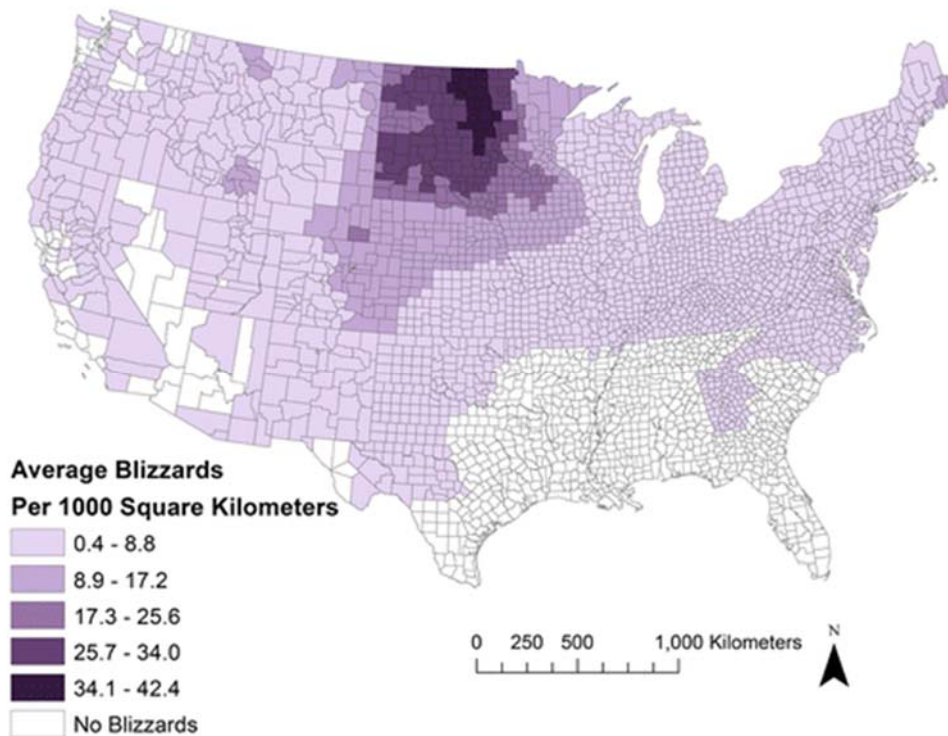 Average Blizzards
Per 1000 Square Kilometers
0.4 - 8.8
8.9 - 17.2
17.3 - 25.6
25.7 - 34.0
34.1 - 42.4
No Blizzards
0 250 500 1,000 Kilometers
N